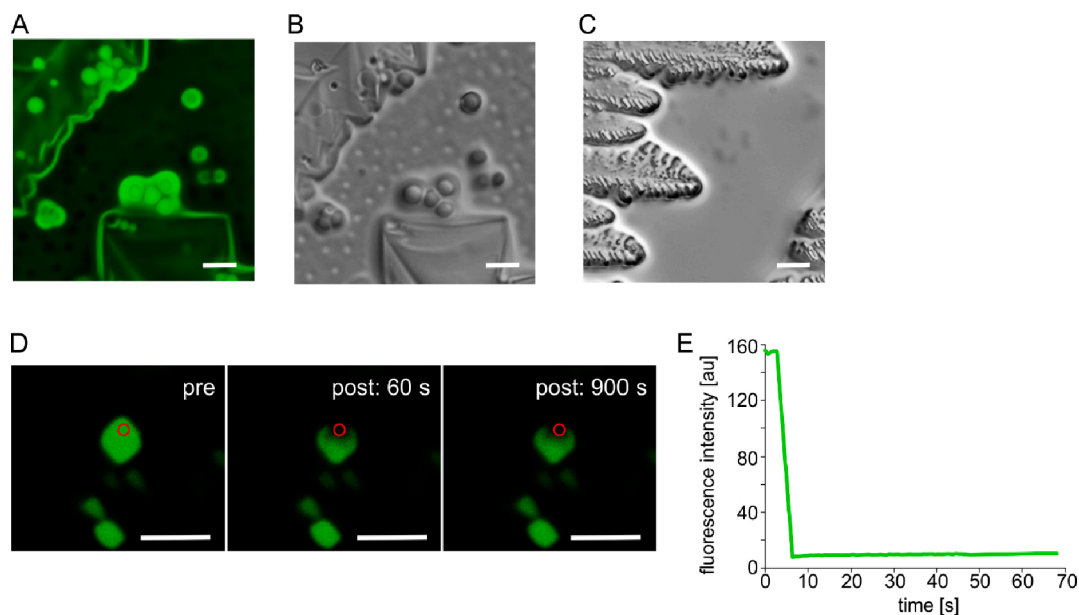 A
B
C
D
pre
post: 60 s
post: 900 s
E
fluorescence intensity [au]
160
120
80
40
0
0 10 20 30 40 50 60 70
time [s]